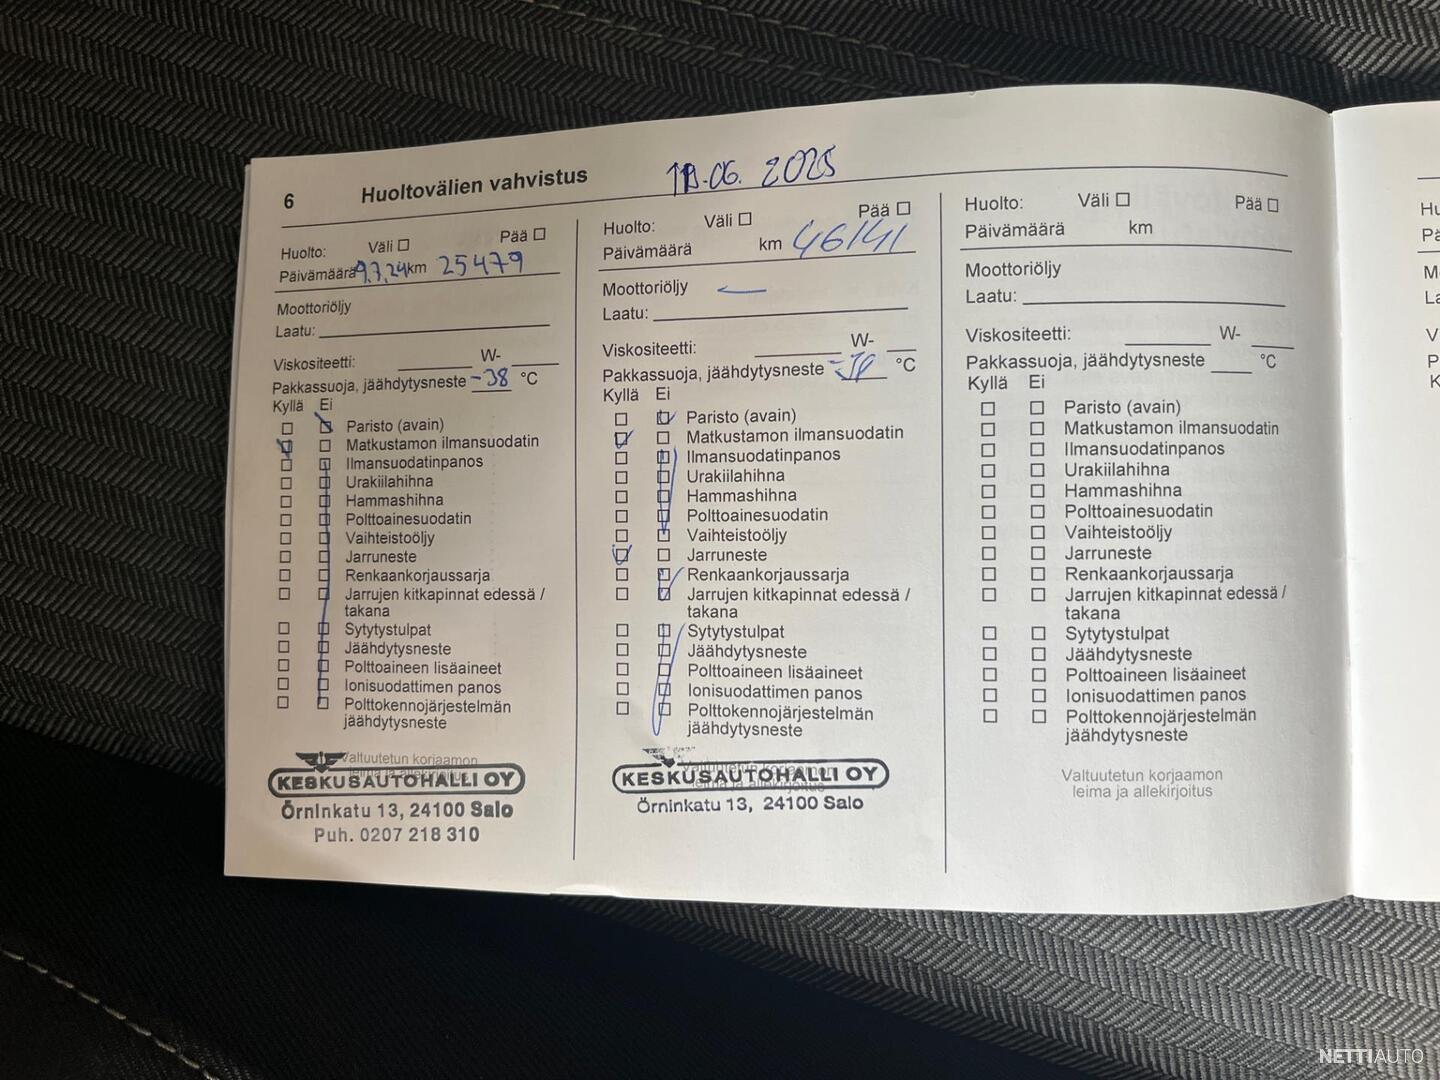 6 Huoltovälien vahvistus
.06. 2025
Huolto: Väli ☐ Pää ☐
Päivämäärä 9.7.24 km 25479
Moottoriöljy
Laatu:
Viskositeetti: W-
Pakkassuoja, jäähdytysneste -38 °C
Kyllä Ei
Paristo (avain)
Matkustamon ilmansuodatin
Ilmansuodatinpanos
Urakiilahihna
Hammashihna
Polttoainesuodatin
Vaihteistoöljy
Jarruneste
Renkaankorjaussarja
Jarrujen kitkapinnat edessä /
takana
Sytytystulpat
Jäähdytysneste
Polttoaineen lisäaineet
Ionisuodattimen panos
Polttokennojärjestelmän
jäähdytysneste
Valtuutetun korjaamon
leima ja allekirjoitus
KESKUSAUTOHALLI OY
Örninkatu 13, 24100 Salo
Puh. 0207 218 310
Huolto: Väli ☐ Pää ☐
Päivämäärä km 46141
Moottoriöljy
Laatu:
Viskositeetti: W-
Pakkassuoja, jäähdytysneste °C
Kyllä Ei
Paristo (avain)
Matkustamon ilmansuodatin
Ilmansuodatinpanos
Urakiilahihna
Hammashihna
Polttoainesuodatin
Vaihteistoöljy
Jarruneste
Renkaankorjaussarja
Jarrujen kitkapinnat edessä /
takana
Sytytystulpat
Jäähdytysneste
Polttoaineen lisäaineet
Ionisuodattimen panos
Polttokennojärjestelmän
jäähdytysneste
Valtuutetun korjaamon
leima ja allekirjoitus
KESKUSAUTOHALLI OY
Örninkatu 13, 24100 Salo
Huolto: Väli ☐ Pää ☐
Päivämäärä km
Moottoriöljy
Laatu:
Viskositeetti: W-
Pakkassuoja, jäähdytysneste °C
Kyllä Ei
Paristo (avain)
Matkustamon ilmansuodatin
Ilmansuodatinpanos
Urakiilahihna
Hammashihna
Polttoainesuodatin
Vaihteistoöljy
Jarruneste
Renkaankorjaussarja
Jarrujen kitkapinnat edessä /
takana
Sytytystulpat
Jäähdytysneste
Polttoaineen lisäaineet
Ionisuodattimen panos
Polttokennojärjestelmän
jäähdytysneste
Valtuutetun korjaamon
leima ja allekirjoitus
NETTIAUTO